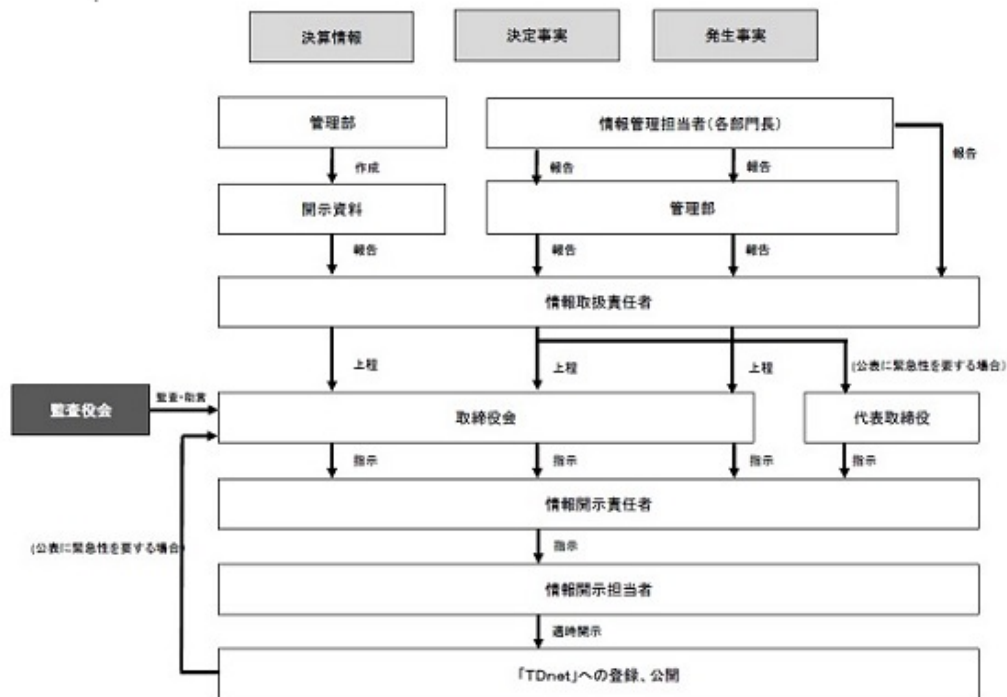 決算情報
決定事実
発生事実
管理部
情報管理担当者(各部門長)
作成
報告
報告
報告
開示資料
管理部
報告
報告
報告
情報取扱責任者
上程
上程
上程
(公表に緊急性を要する場合)
監査役会
監査・助言
取締役会
代表取締役
指示
指示
指示
指示
情報開示責任者
(公表に緊急性を要する場合)
指示
情報開示担当者
適時開示
「TDnet」への登録、公開